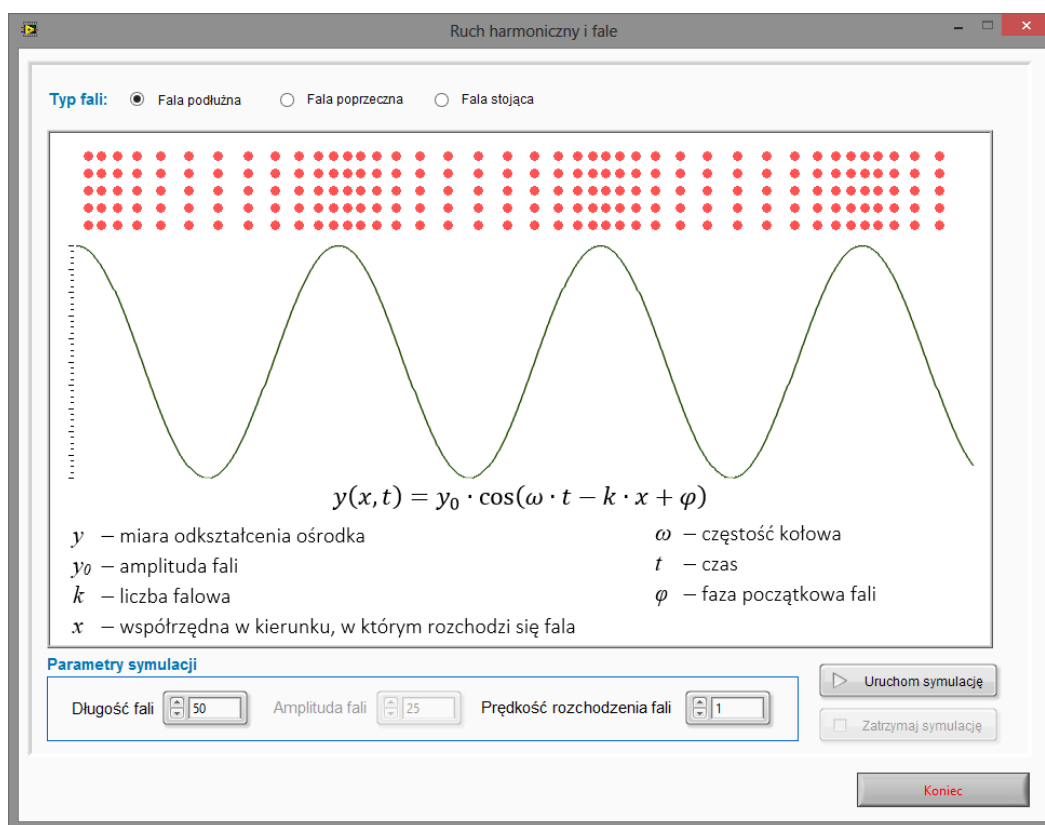 Ruch harmoniczny i fale
Typ fali: Fala podłużna Fala poprzeczna Fala stojąca
y(x, t) = y₀ · cos(ω · t − k · x + φ)
y – miara odkształcenia ośrodka
ω – częstość kołowa
y₀ – amplituda fali
t – czas
k – liczba falowa
φ – faza początkowa fali
x – współrzędna w kierunku, w którym rozchodzi się fala
Parametry symulacji
Długość fali 50 Amplituda fali 25 Prędkość rozchodzenia fali 1
Uruchom symulację
Zatrzymaj symulację
Koniec